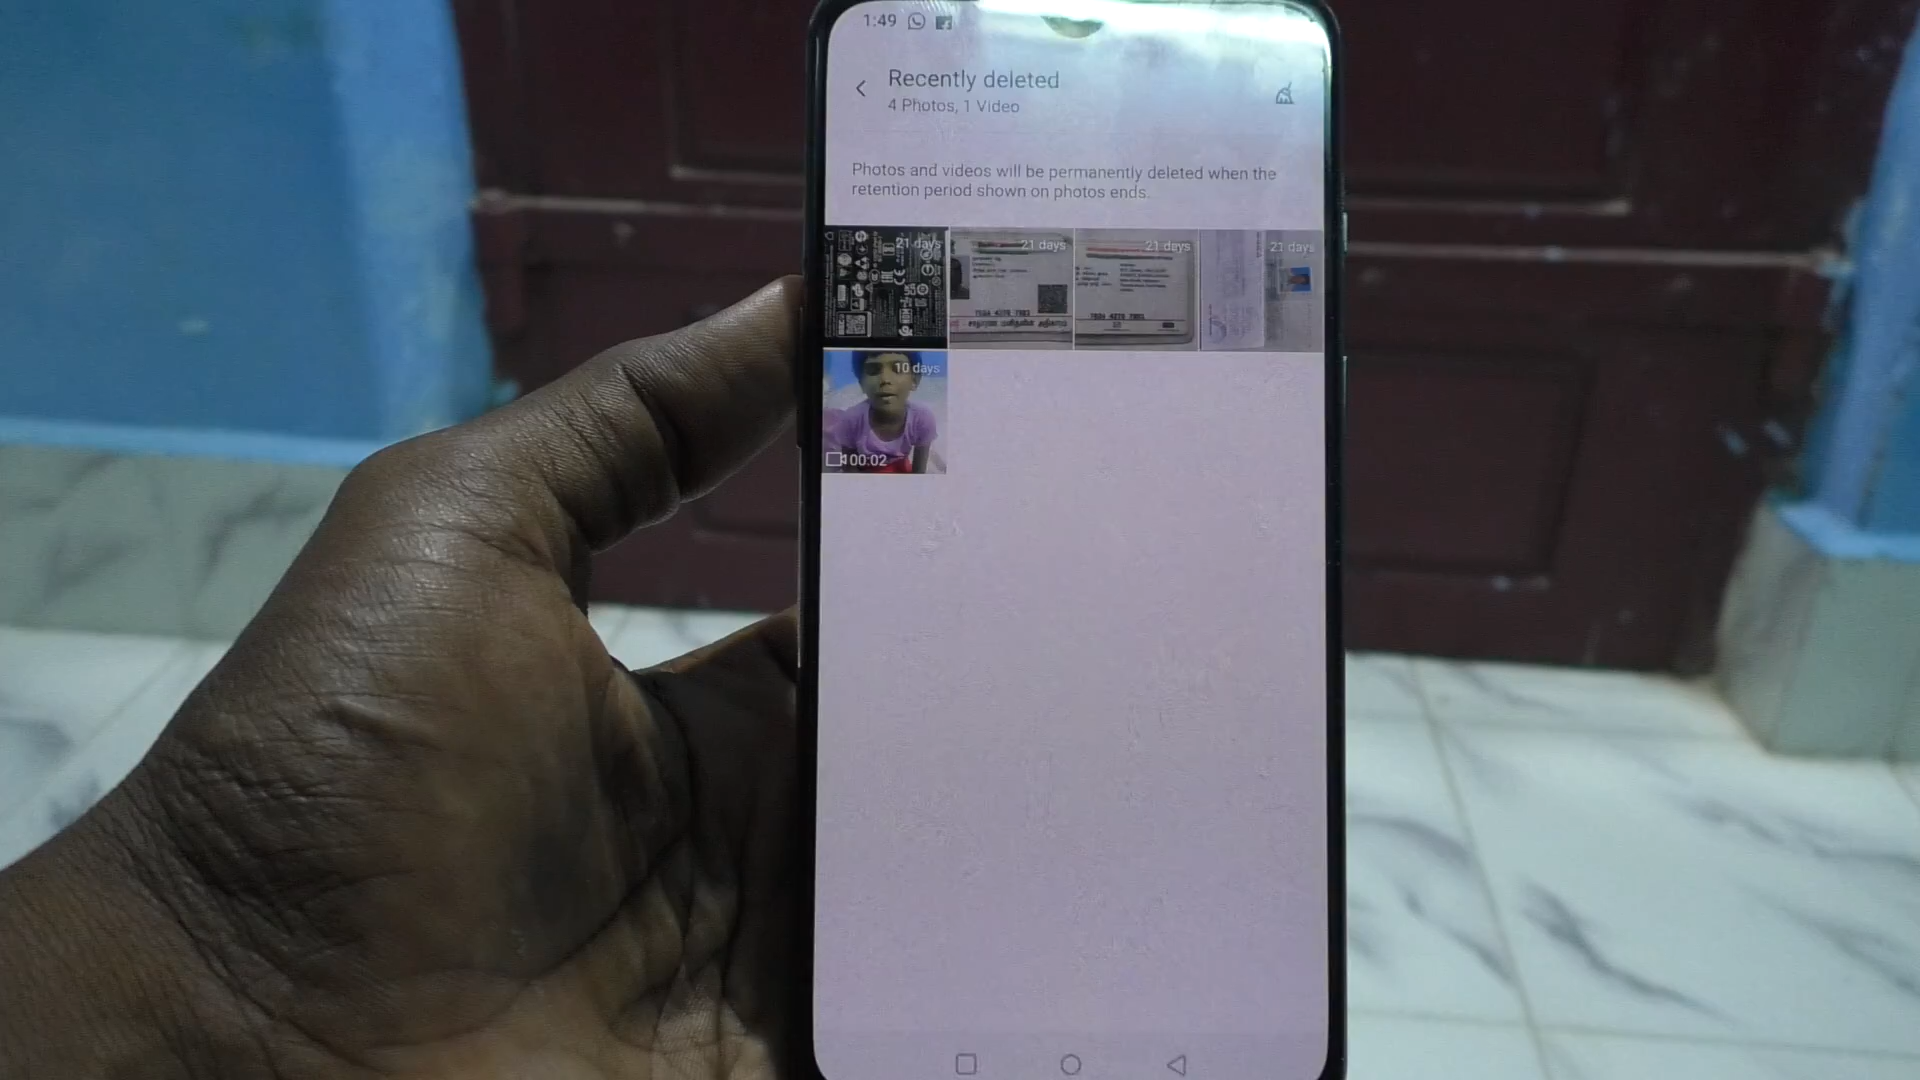 1:49
Recently deleted
4 Photos, 1 Video
Photos and videos will be permanently deleted when the
retention period shown on photos ends.
21 days
21 days
21 days
21 days
10 days
00:02